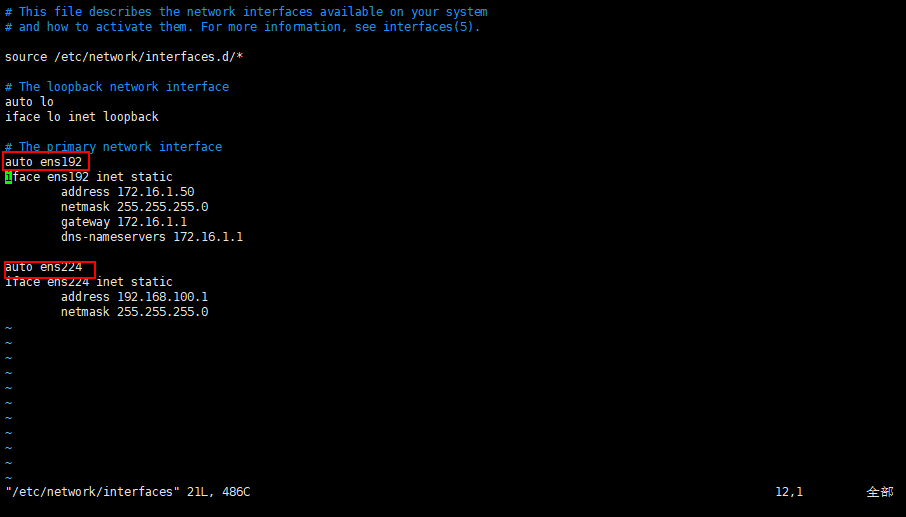 # This file describes the network interfaces available on your system
# and how to activate them. For more information, see interfaces(5).
source /etc/network/interfaces.d/*
# The loopback network interface
auto lo
iface lo inet loopback
# The primary network interface
auto ens192
iface ens192 inet static
address 172.16.1.50
netmask 255.255.255.0
gateway 172.16.1.1
dns-nameservers 172.16.1.1
auto ens224
iface ens224 inet static
address 192.168.100.1
netmask 255.255.255.0
~
~
~
~
~
~
~
~
~
~
~
"/etc/network/interfaces" 21L, 486C 12,1 全部